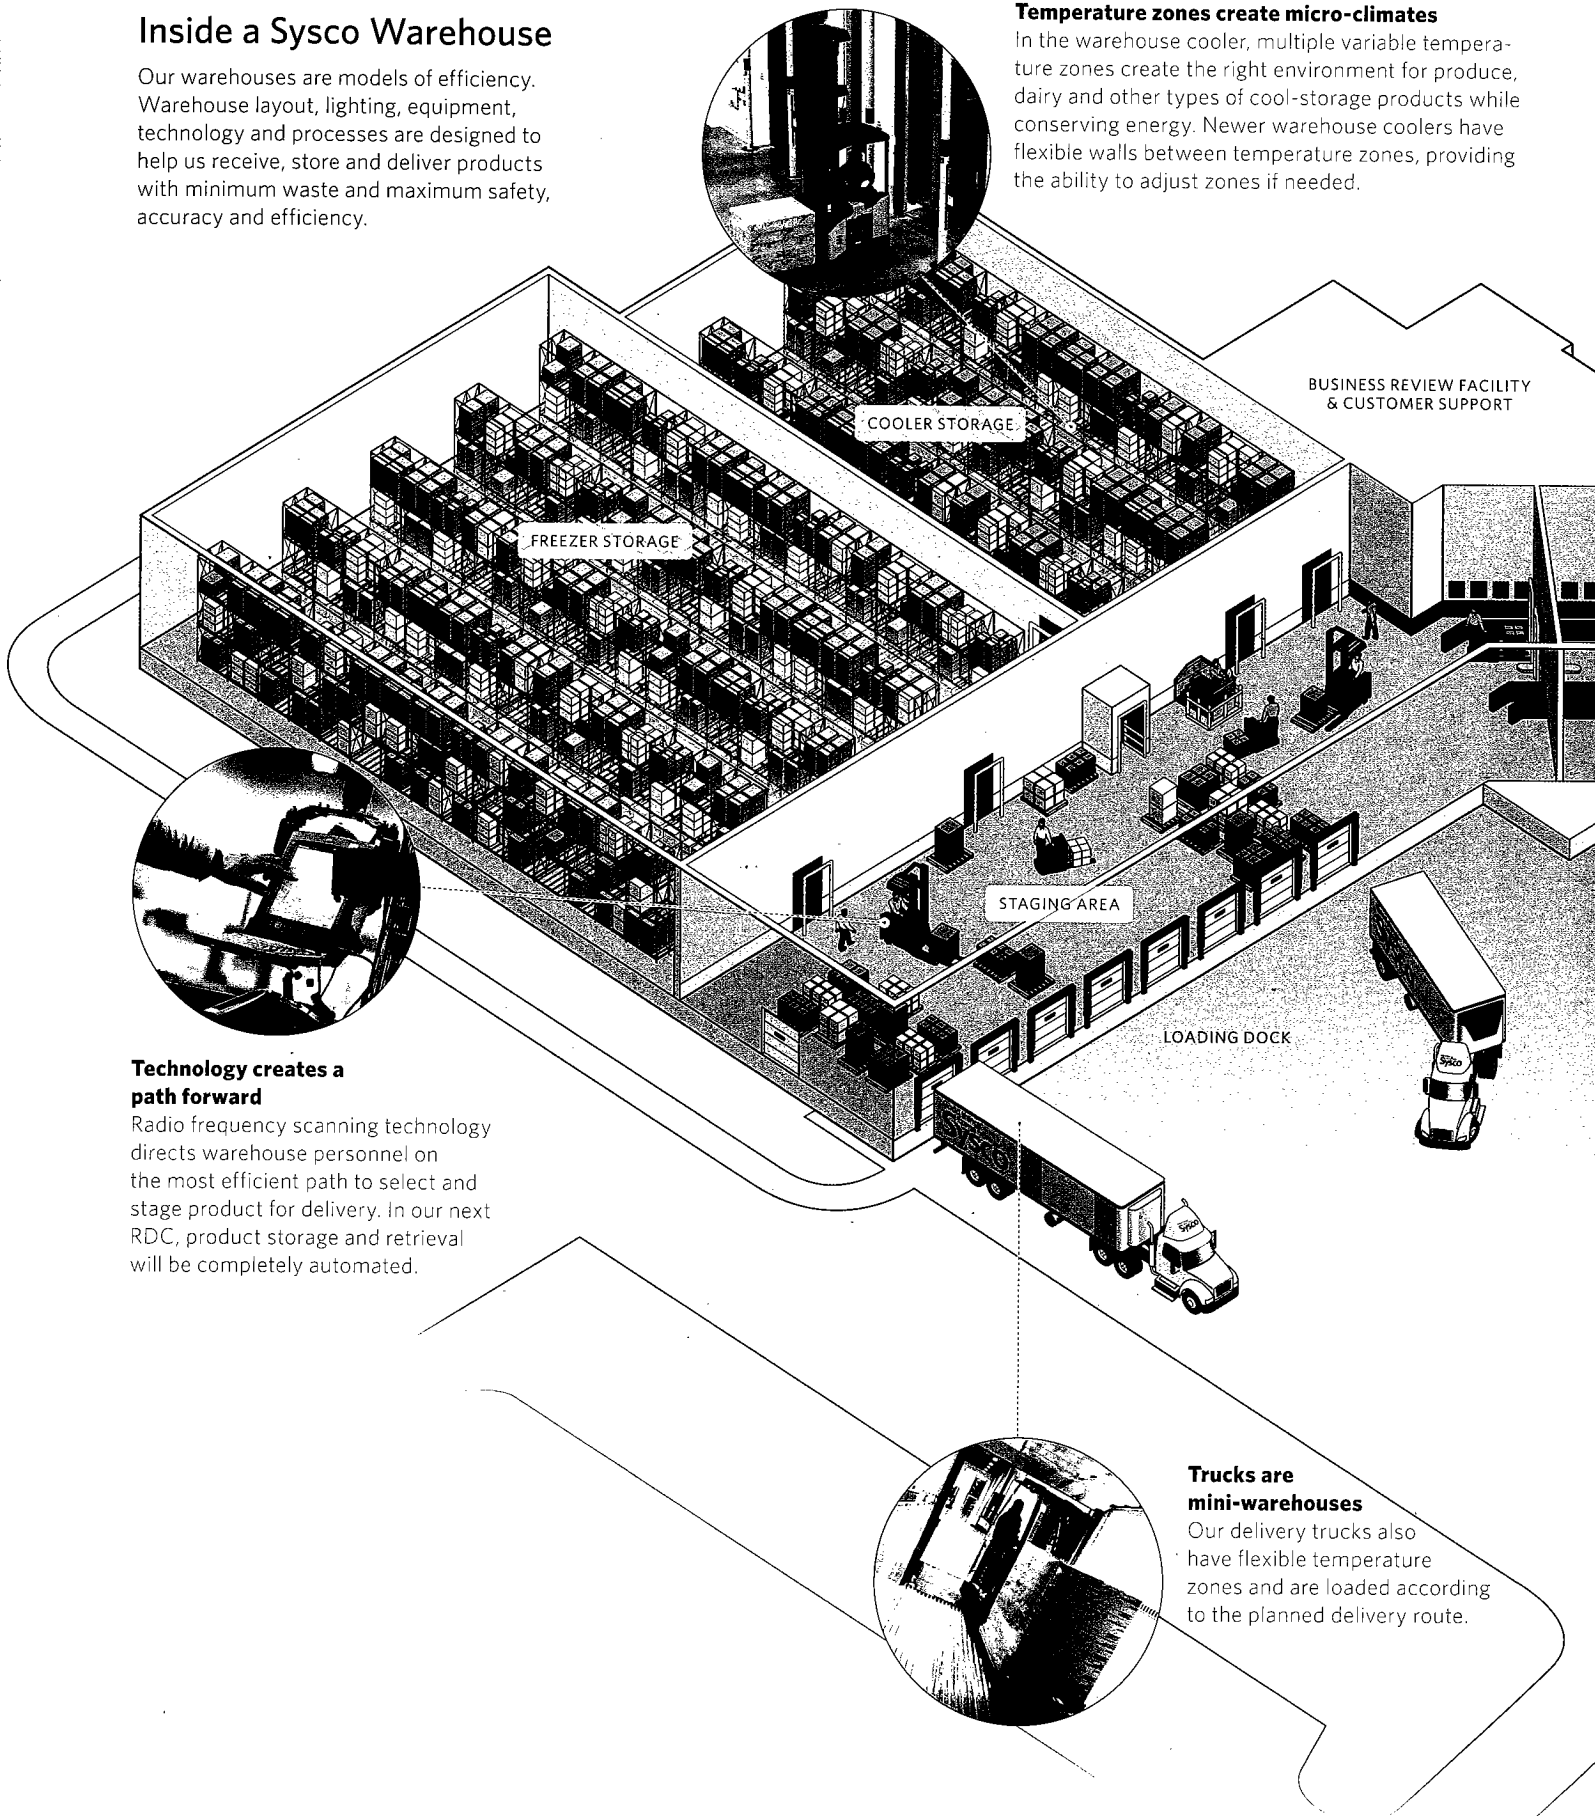 Inside a Sysco Warehouse
Our warehouses are models of efficiency.
Warehouse layout, lighting, equipment,
technology and processes are designed to
help us receive, store and deliver products
with minimum waste and maximum safety,
accuracy and efficiency.
Temperature zones create micro-climates
In the warehouse cooler, multiple variable tempera-
ture zones create the right environment for produce,
dairy and other types of cool-storage products while
conserving energy. Newer warehouse coolers have
flexible walls between temperature zones, providing
the ability to adjust zones if needed.
BUSINESS REVIEW FACILITY
& CUSTOMER SUPPORT
COOLER STORAGE
FREEZER STORAGE
STAGING AREA
LOADING DOCK
Sysco
Sysco
Sysco
Technology creates a
path forward
Radio frequency scanning technology
directs warehouse personnel on
the most efficient path to select and
stage product for delivery. In our next
RDC, product storage and retrieval
will be completely automated.
Trucks are
mini-warehouses
Our delivery trucks also
have flexible temperature
zones and are loaded according
to the planned delivery route.